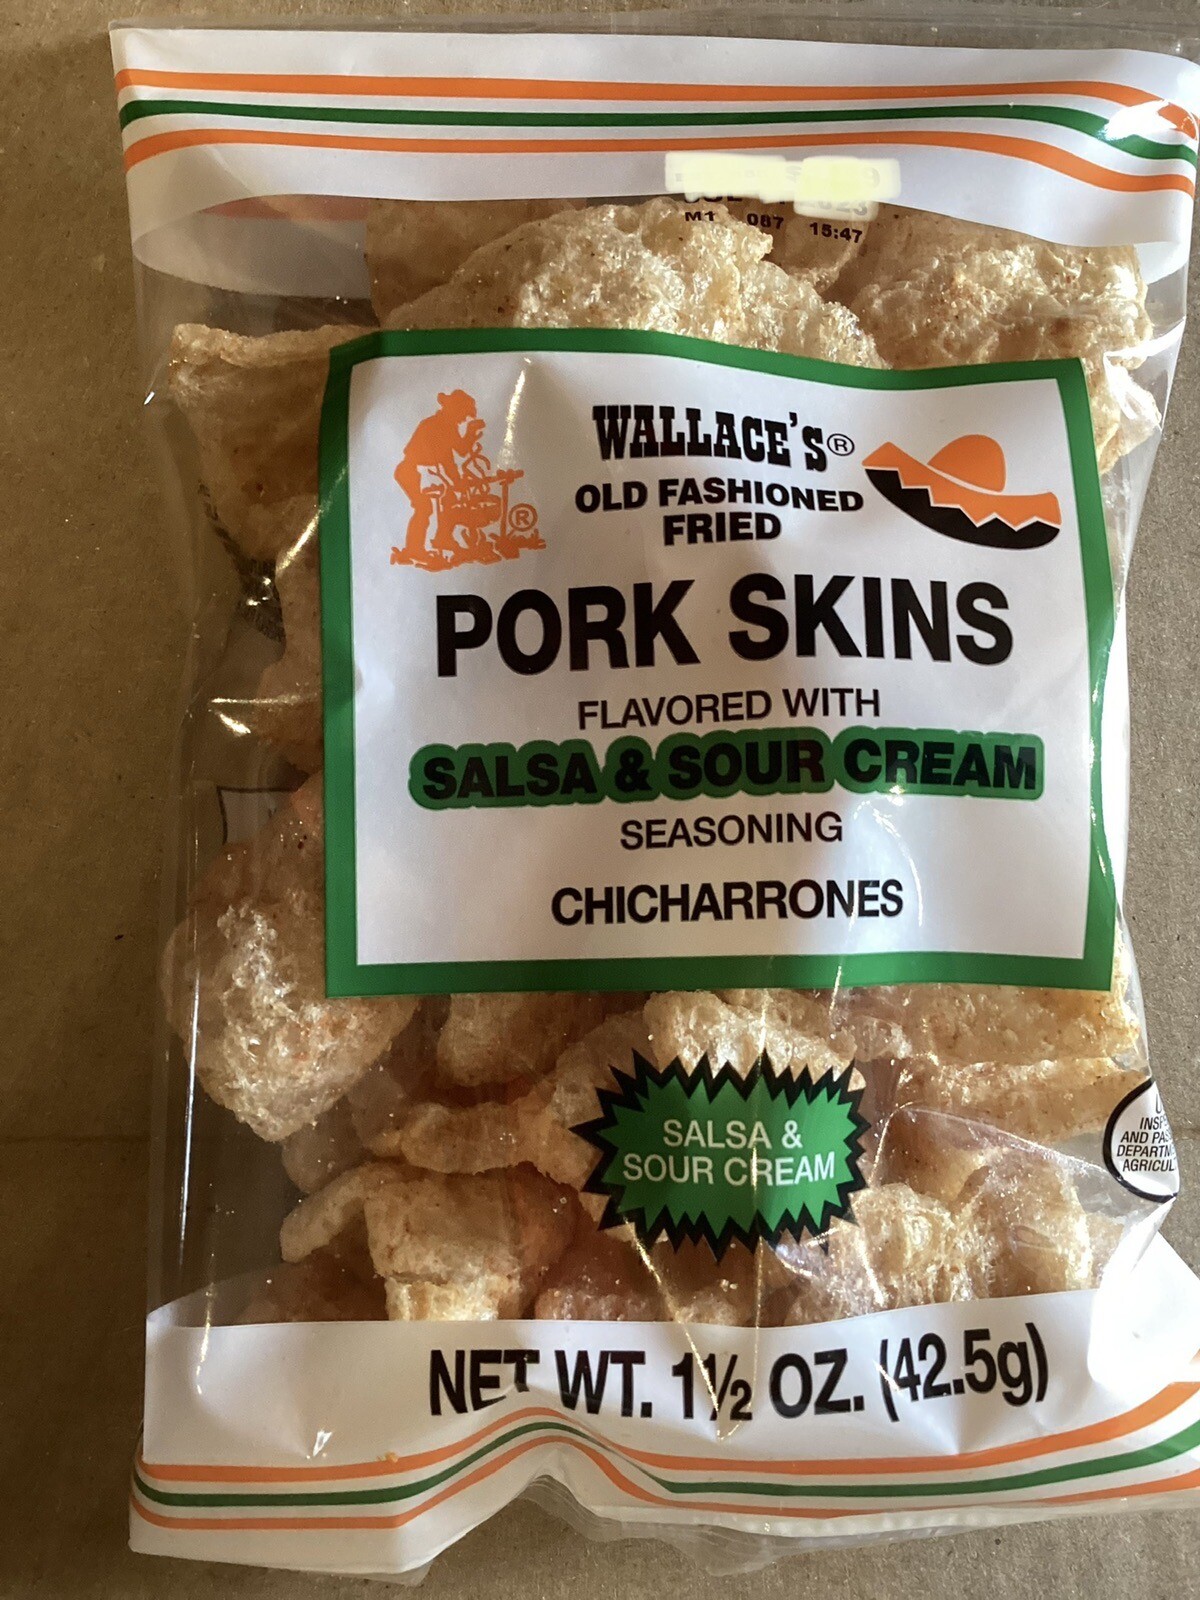 M1 087 15:47
WALLACE'S®
OLD FASHIONED
FRIED
®
PORK SKINS
FLAVORED WITH
SALSA & SOUR CREAM
SEASONING
CHICHARRONES
SALSA &
SOUR CREAM
AND
NET WT. 1½ OZ. (42.5g)